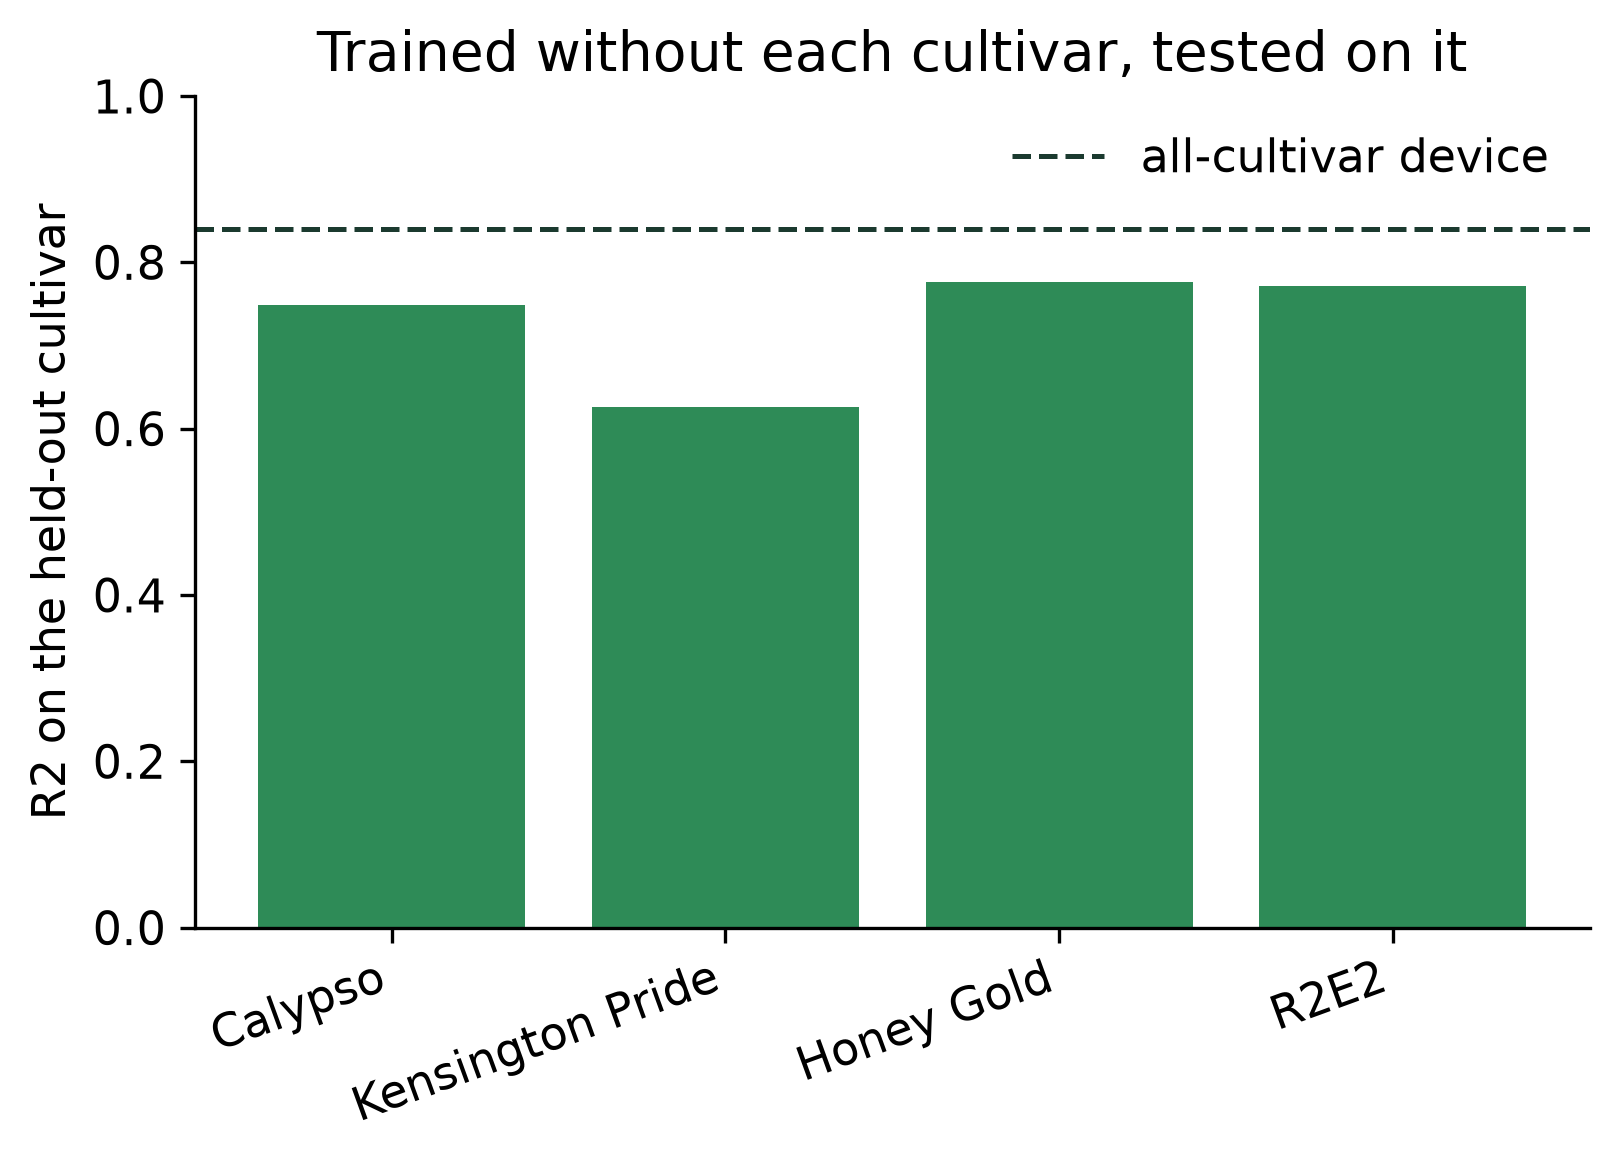 Trained without each cultivar, tested on it
all-cultivar device
R2 on the held-out cultivar
1.0
0.8
0.6
0.4
0.2
0.0
Calypso
Kensington Pride
Honey Gold
R2E2